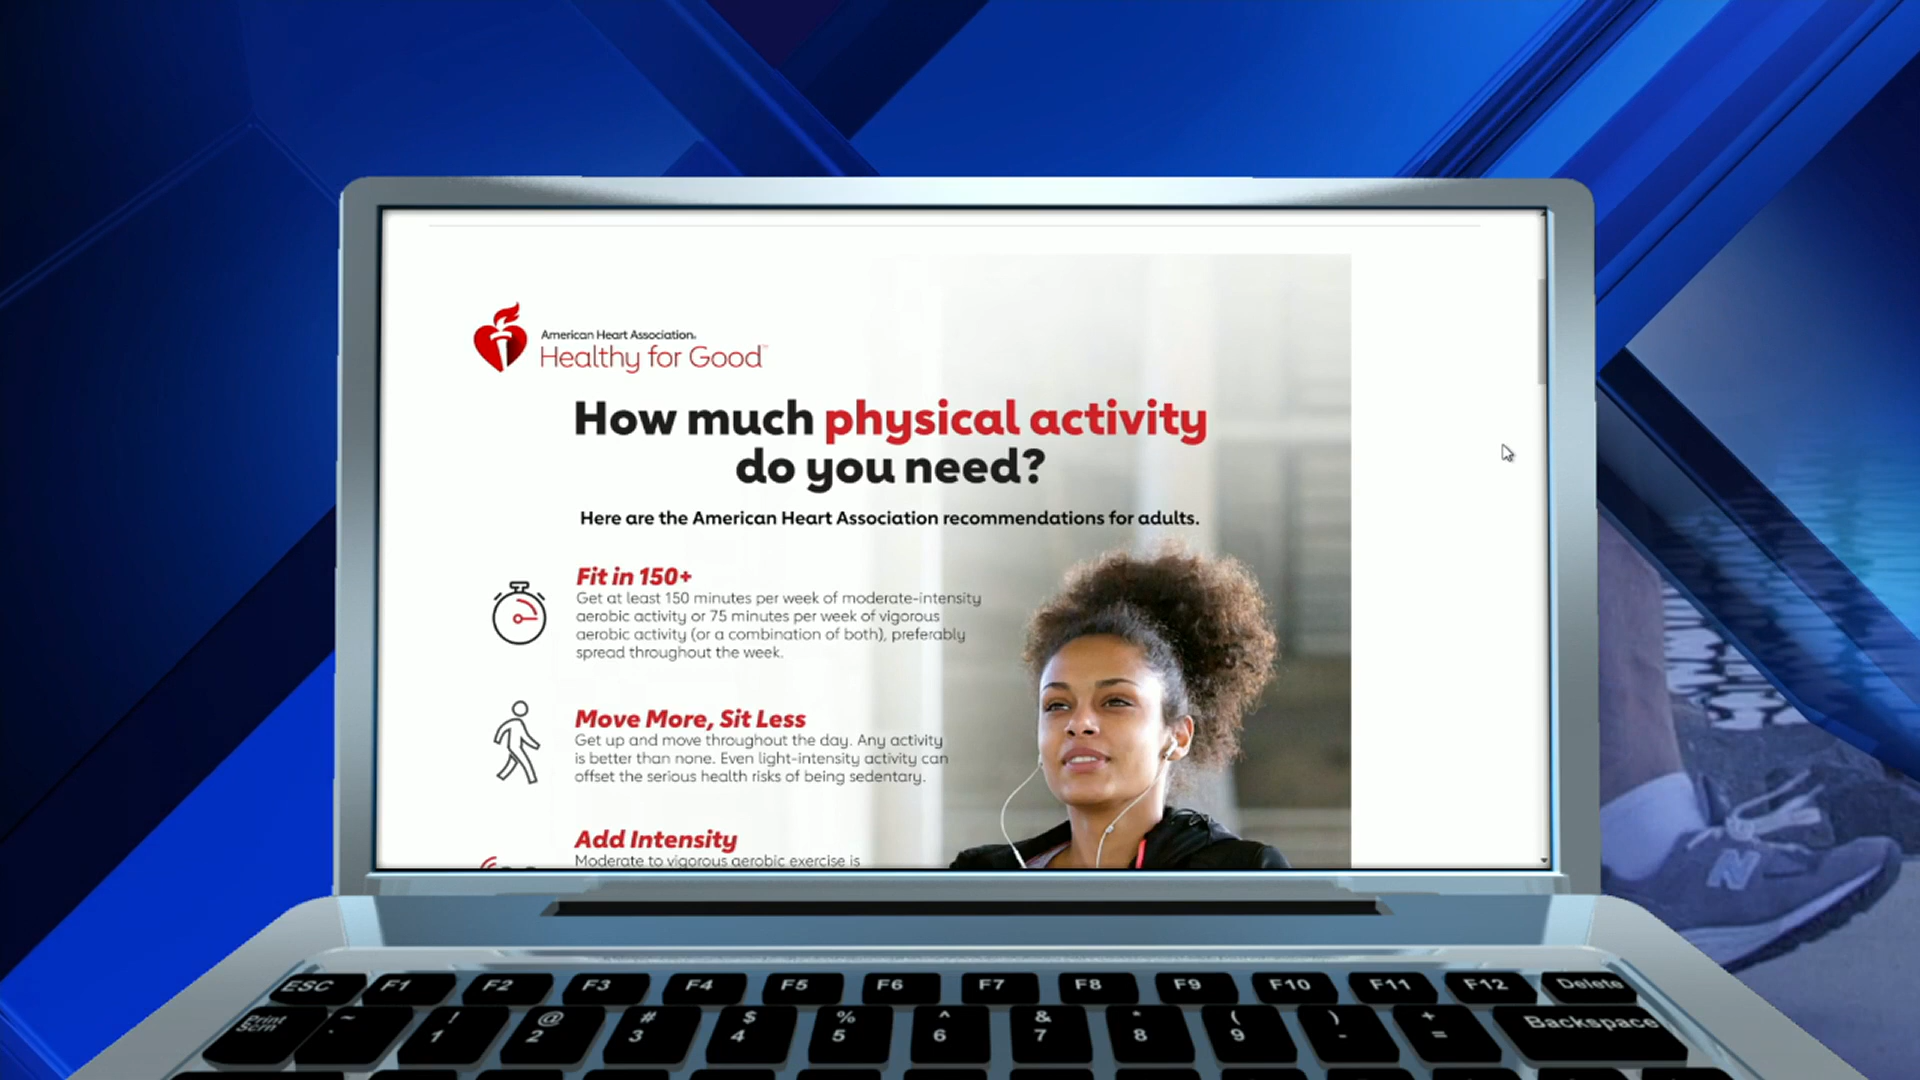 American Heart Association.
Healthy for Good™
How much physical activity
do you need?
Here are the American Heart Association recommendations for adults.
Fit in 150+
Get at least 150 minutes per week of moderate-intensity
aerobic activity or 75 minutes per week of vigorous
aerobic activity (or a combination of both), preferably
spread throughout the week.
Move More, Sit Less
Get up and move throughout the day. Any activity
is better than none. Even light-intensity activity can
offset the serious health risks of being sedentary.
Add Intensity
Moderate to vigorous aerobic exercise is
N
ESC F1 F2 F3 F4 F5 F6 F7 F8 F9 F10 F11 F12 Delete
Print ~ ! @ # $ % ^ & * ( ) +
Scrn 1 2 3 4 5 6 7 8 9 - = Backspace